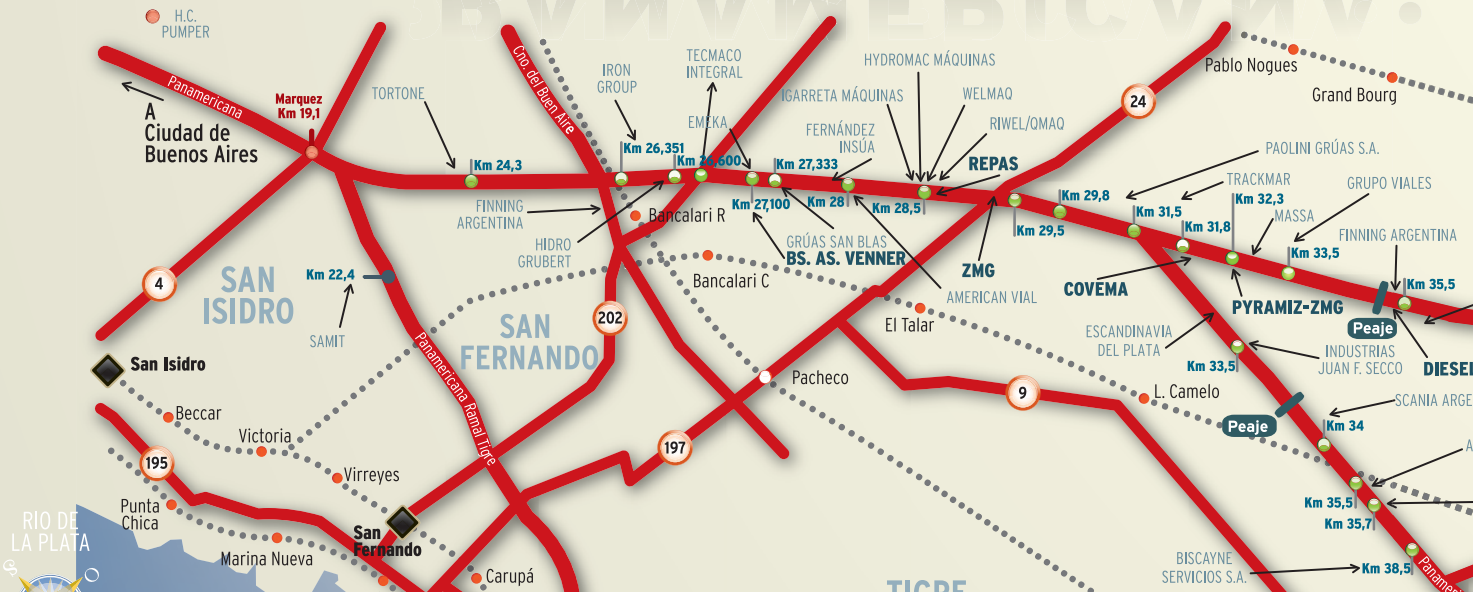 H.C.
PUMPER
PANAMERICANA
Panamericana
A
Ciudad de
Buenos Aires
Marquez
Km 19,1
TORTONE
Km 24,3
Cno. del Buen Aire
IRON
GROUP
Km 26,351
TECMACO
INTEGRAL
Km 26,600
EMEKA
Km 27,333
IGARRETA MÁQUINAS
HYDROMAC MÁQUINAS
WELMAQ
RIWEL/QMAQ
FERNÁNDEZ
INSÚA
REPAS
24
Pablo Nogues
Grand Bourg
FINNING
ARGENTINA
HIDRO
GRUBERT
Bancalari R
Km 27,100
Km 28
Km 28,5
GRÚAS SAN BLAS
BS. AS. VENNER
Bancalari C
AMERICAN VIAL
ZMG
Km 29,5
Km 29,8
PAOLINI GRÚAS S.A.
TRACKMAR
Km 31,5
Km 31,8
Km 32,3
MASSA
GRUPO VIALES
Km 33,5
FINNING ARGENTINA
Km 35,5
COVEMA
PYRAMIZ-ZMG
Peaje
4
SAN
ISIDRO
Km 22,4
SAMIT
SAN
FERNANDO
202
El Talar
ESCANDINAVIA
DEL PLATA
Km 33,5
INDUSTRIAS
JUAN F. SECCO
San Isidro
Beccar
Victoria
Virreyes
Panamericana Ramal Tigre
Pacheco
9
L. Camelo
Peaje
Km 34
197
195
Punta
Chica
RIO DE
LA PLATA
Marina Nueva
San
Fernando
Carupá
TIGRE
Km 35,5
Km 35,7
BISCAYNE
SERVICIOS S.A.
Km 38,5